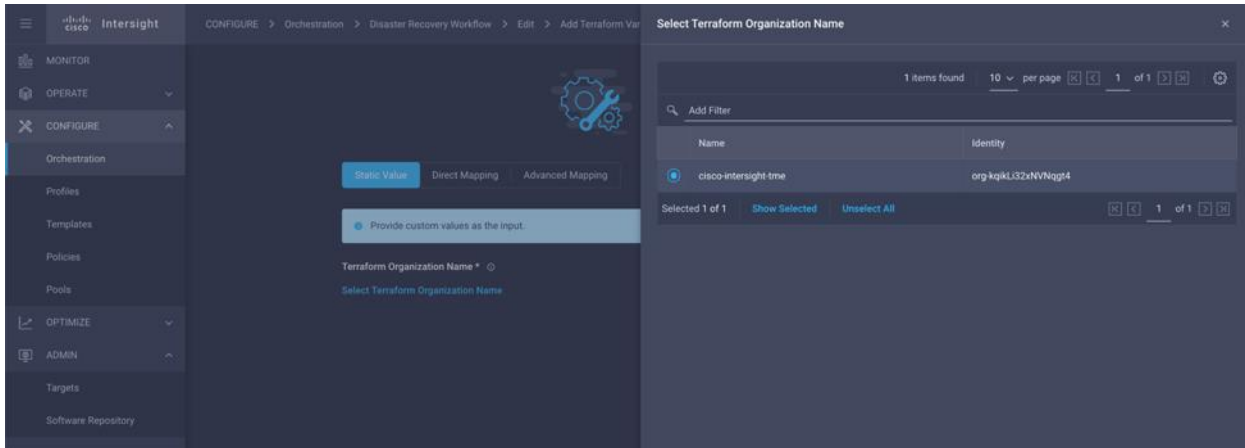 cisco Intersight
CONFIGURE > Orchestration > Disaster Recovery Workflow > Edit > Add Terraform Var
MONITOR
OPERATE
CONFIGURE
Orchestration
Profiles
Templates
Policies
Pools
OPTIMIZE
ADMIN
Targets
Software Repository
Static Value Direct Mapping Advanced Mapping
Provide custom values as the input.
Terraform Organization Name *
Select Terraform Organization Name
Select Terraform Organization Name
1 items found 10 per page 1 of 1
Add Filter
Name Identity
cisco-intersight-tme org-kqikLi32xNVNqgt4
Selected 1 of 1 Show Selected Unselect All 1 of 1